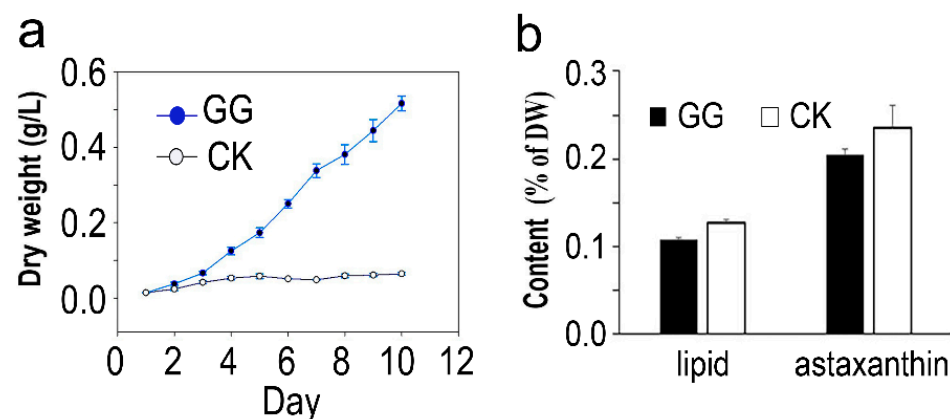 a
Dry weight (g/L)
0.6
0.4
0.2
0.0
GG
CK
0 2 4 6 8 10 12
Day
b
Content (% of DW)
0.3
0.2
0.1
0.0
GG CK
lipid astaxanthin